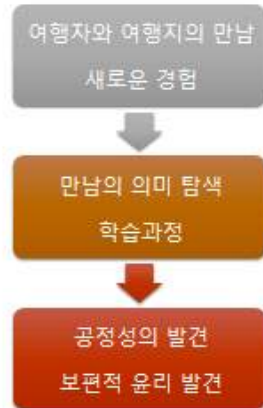 여행자와 여행지의 만남
새로운 경험
만남의 의미 탐색
학습과정
공정성의 발견
보편적 윤리 발견